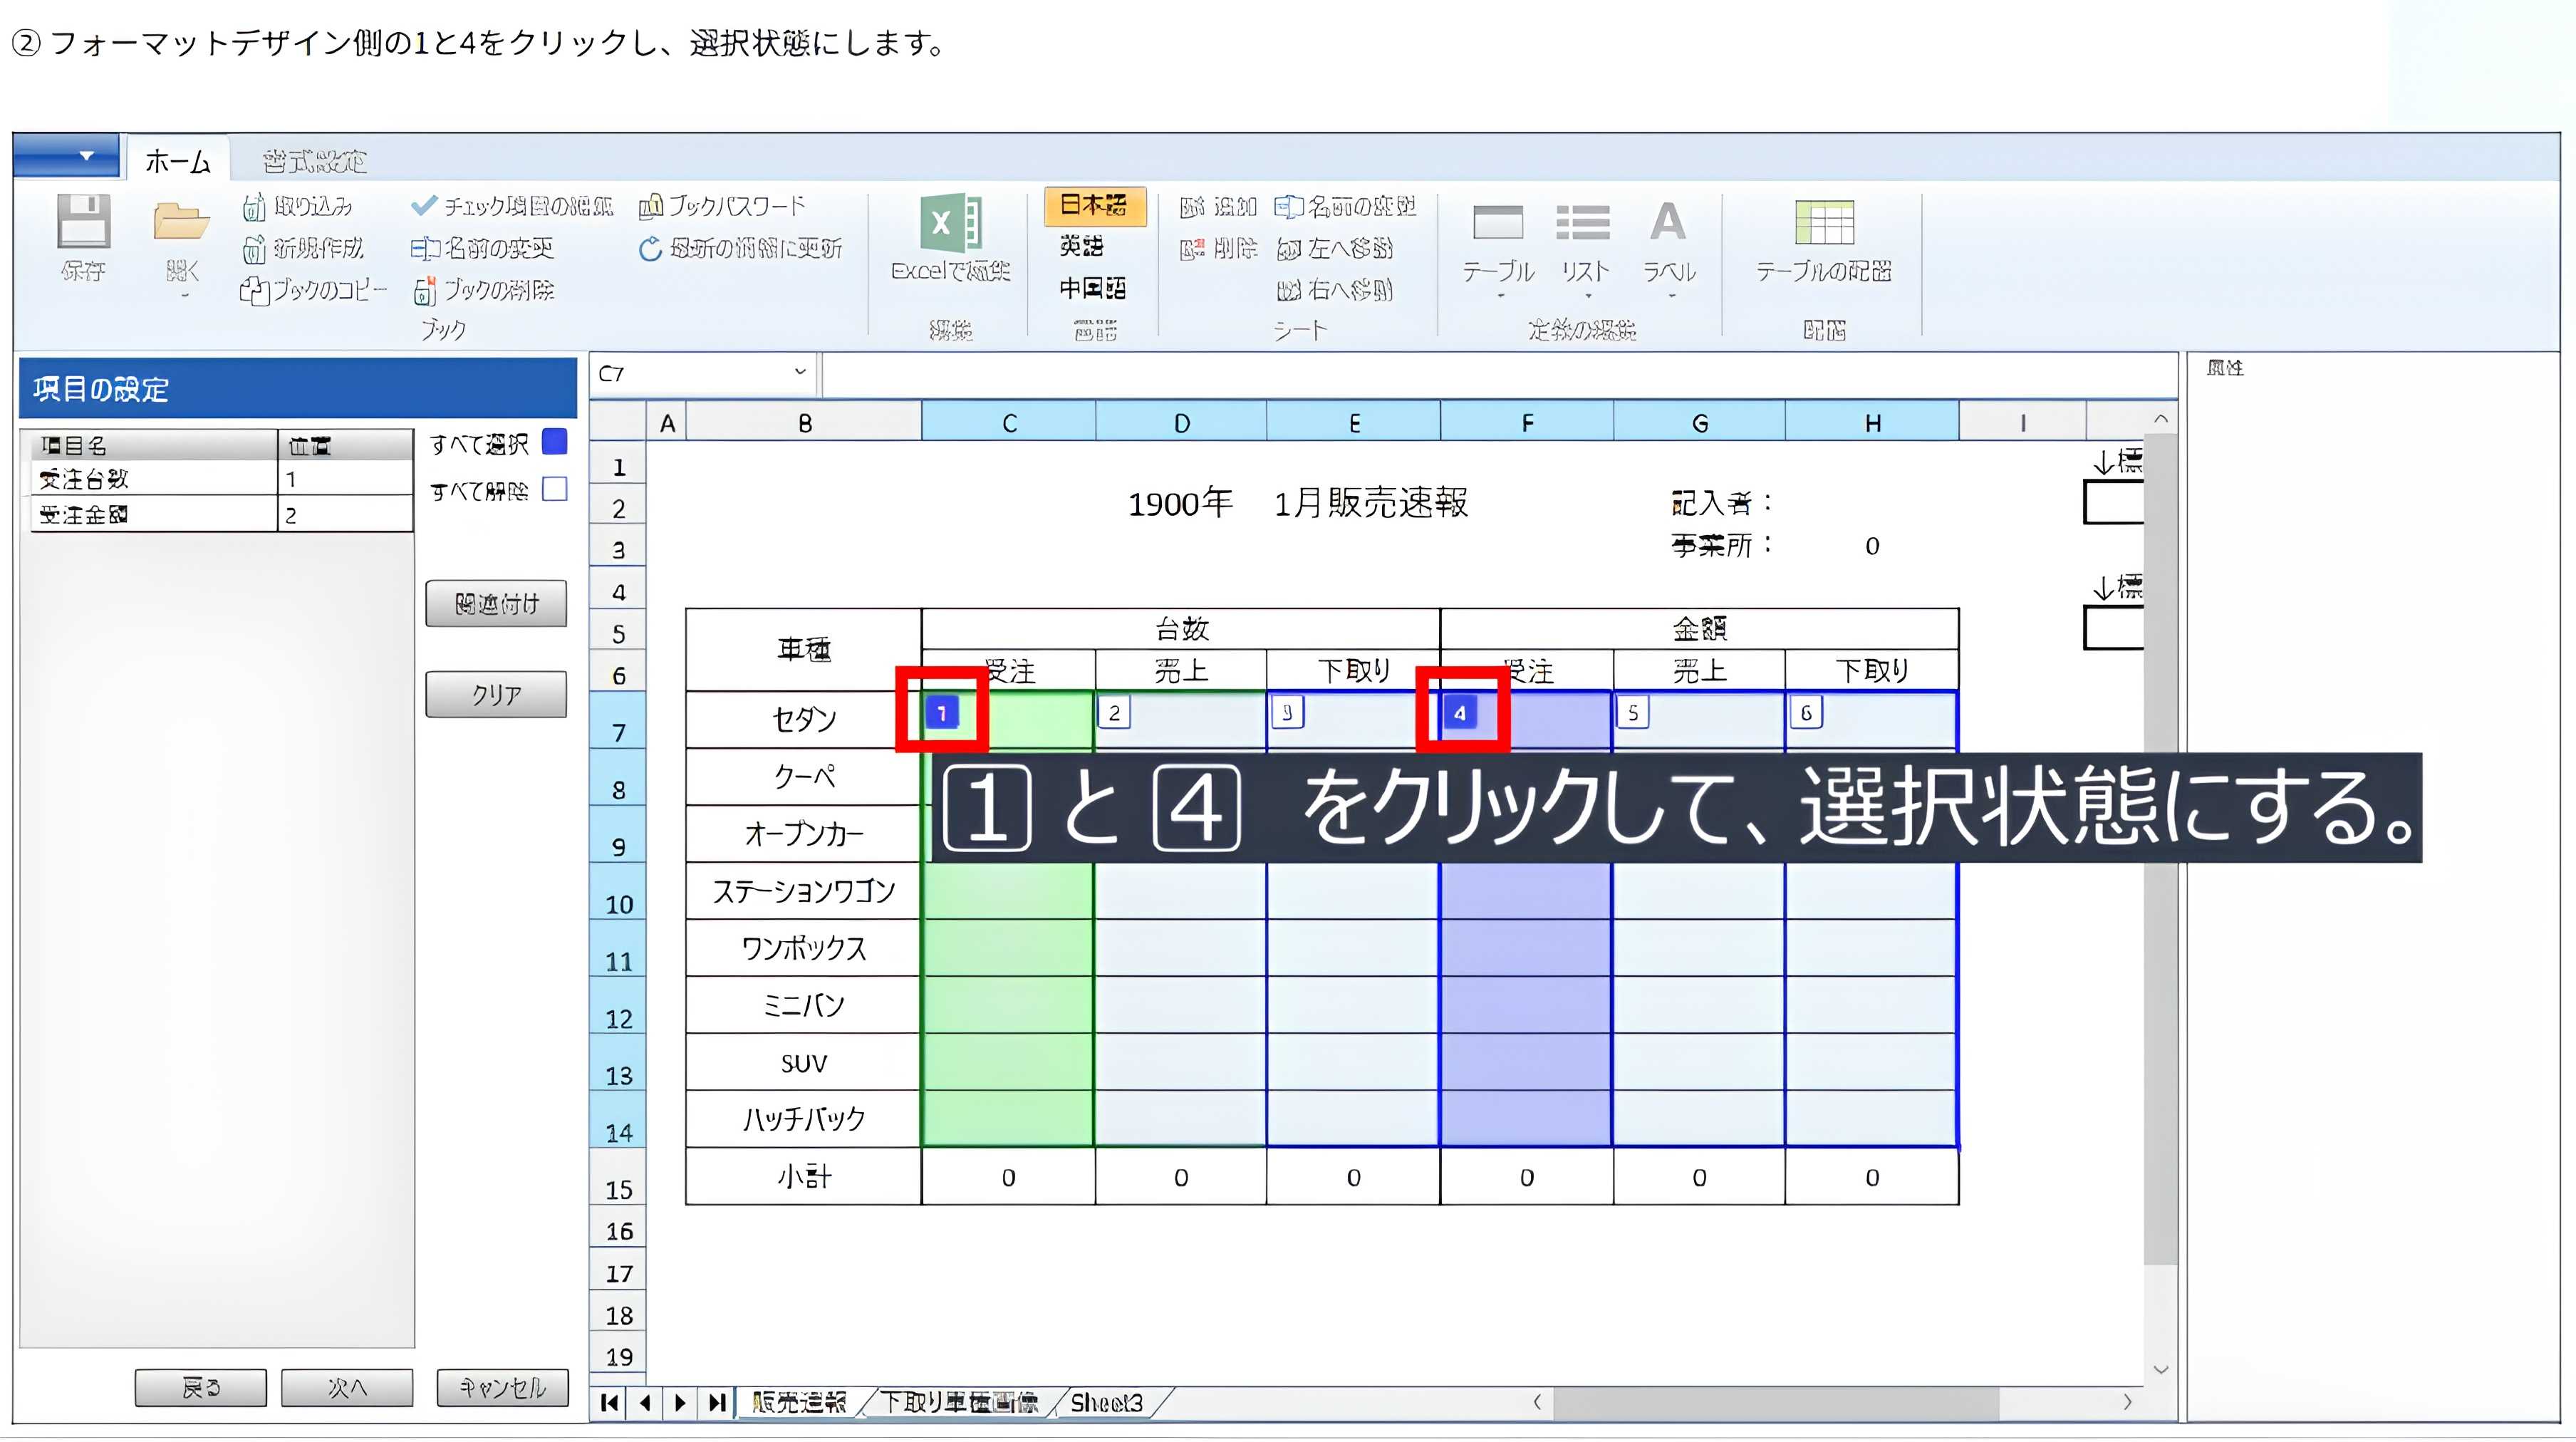 ② フォーマットデザイン側の1と4をクリックし、選択状態にします。
ホーム 書式設定
保存 開く 取り込み 新規作成 ブックのコピー
チェック項目の編集 名前の変更 ブックの削除
ブックパスワード 最新の情報に更新
ブック
Excelで編集
編集
日本語
英語
中国語
言語
追加 削除
名前の変更 左へ移動 右へ移動
シート
テーブル リスト ラベル
定義の編集
テーブルの配置
配置
項目の設定
項目名 位置
受注台数 1
受注金額 2
すべて選択
すべて解除
関連付け
クリア
戻る 次へ キャンセル
C7
属性
A B C D E F G H I
1 ↓標
2 1900年 1月販売速報 記入者：
3 事業所： 0
4 ↓標
5 車種 台数 金額
6 受注 売上 下取り 受注 売上 下取り
7 セダン 1 2 3 4 5 6
8 クーペ
1 と 4 をクリックして、選択状態にする。
9 オープンカー
10 ステーションワゴン
11 ワンボックス
12 ミニバン
13 SUV
14 ハッチバック
15 小計 0 0 0 0 0 0
16
17
18
19
販売速報 下取り車種画像 Sheet3